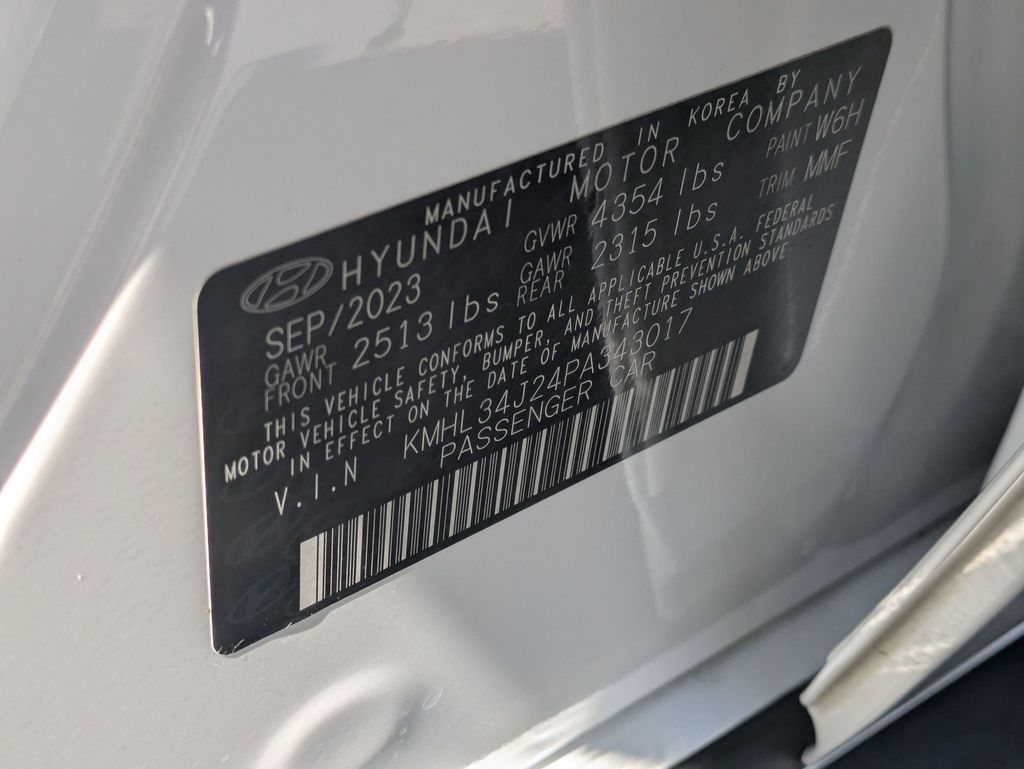 MANUFACTURED IN KOREA BY
HYUNDAI MOTOR COMPANY
SEP/2023 GVWR 4354 lbs PAINT W6H
GAWR FRONT 2513 lbs GAWR REAR 2315 lbs TRIM MMF
THIS VEHICLE CONFORMS TO ALL APPLICABLE U.S.A. FEDERAL
MOTOR VEHICLE SAFETY, BUMPER, AND THEFT PREVENTION STANDARDS
IN EFFECT ON THE DATE OF MANUFACTURE SHOWN ABOVE
V.I.N KMHL34J24PA343017
PASSENGER CAR